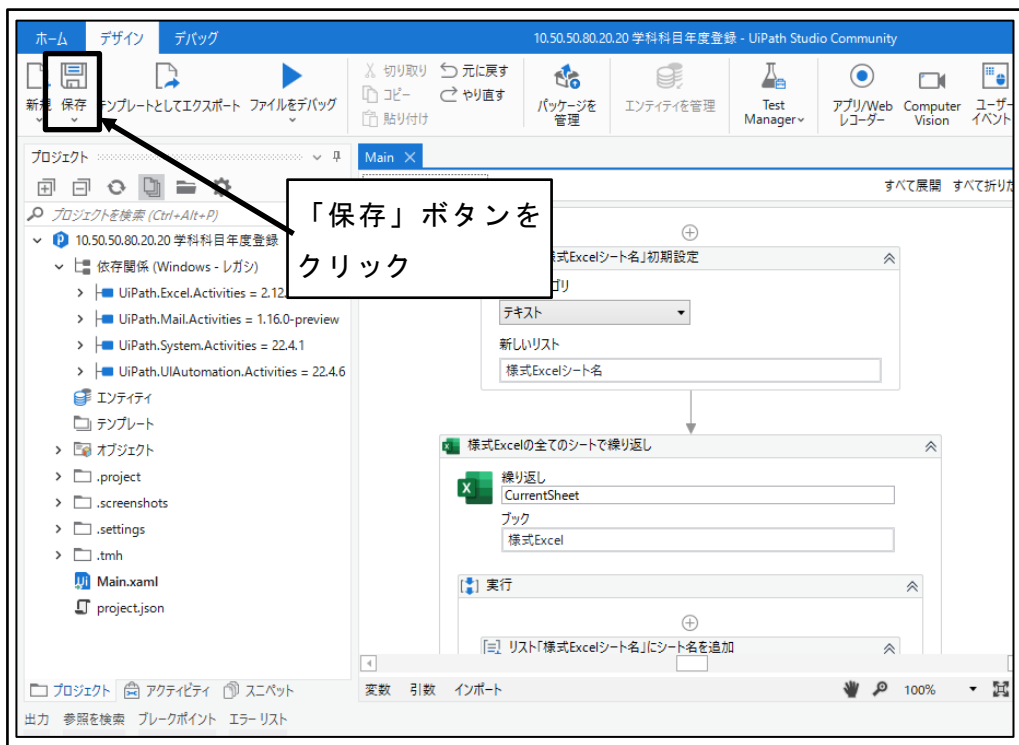 ホーム デザイン デバッグ 10.50.50.80.20.20 学科科目年度登録 - UiPath Studio Community
新規 保存 テンプレートとしてエクスポート ファイルをデバッグ
切り取り 元に戻す
コピー やり直す
貼り付け
パッケージを
管理
エンティティを管理
Test
Manager
アプリ/Web
レコーダー
Computer
Vision
ユーザー
イベント
プロジェクト
Main
すべて展開 すべて折りた
プロジェクトを検索 (Ctrl+Alt+P)
「保存」ボタンを
クリック
10.50.50.80.20.20 学科科目年度登録
依存関係 (Windows - レガシ)
UiPath.Excel.Activities = 2.12
UiPath.Mail.Activities = 1.16.0-preview
UiPath.System.Activities = 22.4.1
UiPath.UIAutomation.Activities = 22.4.6
エンティティ
テンプレート
オブジェクト
.project
.screenshots
.settings
.tmh
Main.xaml
project.json
様式Excelシート名」初期設定
ゴリ
テキスト
新しいリスト
様式Excelシート名
様式Excelの全てのシートで繰り返し
繰り返し
CurrentSheet
ブック
様式Excel
実行
リスト「様式Excelシート名」にシート名を追加
プロジェクト アクティビティ スニペット
変数 引数 インポート 100%
出力 参照を検索 ブレークポイント エラー リスト